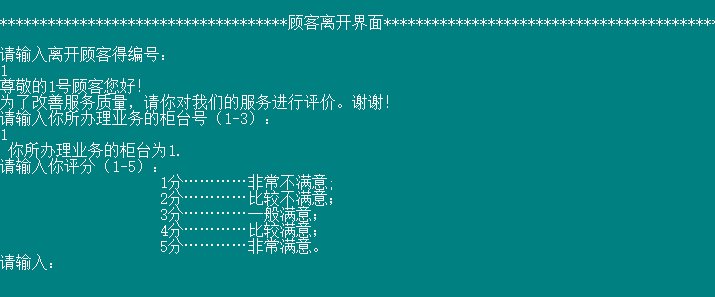 ************************************顾客离开界面******************************************
请输入离开顾客得编号:
1
尊敬的1号顾客您好!
为了改善服务质量, 请你对我们的服务进行评价。谢谢!
请输入你所办理业务的柜台号（1-3）:
1
你所办理业务的柜台为1.
请输入你评分（1-5）:
1分…………非常不满意;
2分…………比较不满意;
3分…………一般满意;
4分…………比较满意;
5分…………非常满意。
请输入: